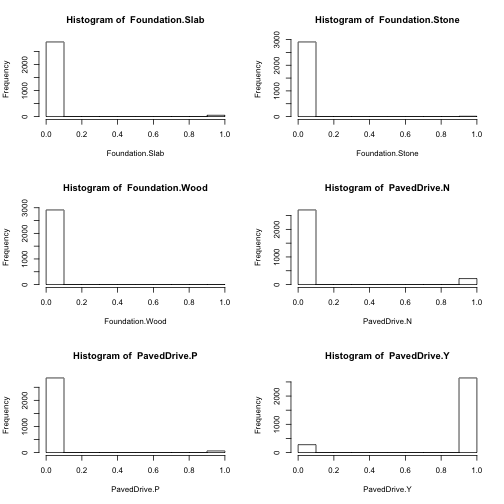 Histogram of  Foundation.Slab
Frequency
0 1000 2000
0.0 0.2 0.4 0.6 0.8 1.0
Foundation.Slab
Histogram of  Foundation.Stone
Frequency
0 1000 2000 3000
0.0 0.2 0.4 0.6 0.8 1.0
Foundation.Stone
Histogram of  Foundation.Wood
Frequency
0 1000 2000 3000
0.0 0.2 0.4 0.6 0.8 1.0
Foundation.Wood
Histogram of  PavedDrive.N
Frequency
0 1000 2000
0.0 0.2 0.4 0.6 0.8 1.0
PavedDrive.N
Histogram of  PavedDrive.P
Frequency
0 1000 2000
0.0 0.2 0.4 0.6 0.8 1.0
PavedDrive.P
Histogram of  PavedDrive.Y
Frequency
0 1000 2000
0.0 0.2 0.4 0.6 0.8 1.0
PavedDrive.Y